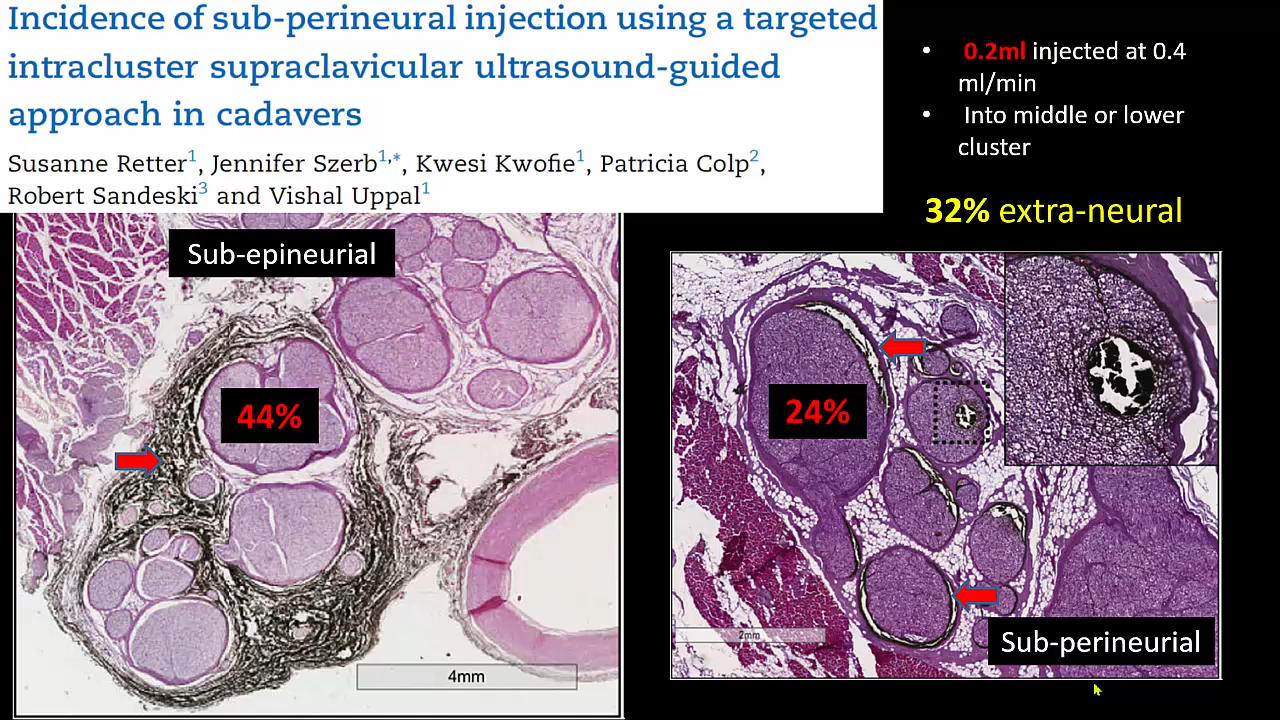 Incidence of sub-perineural injection using a targeted
intracluster supraclavicular ultrasound-guided
approach in cadavers
Susanne Retter1, Jennifer Szerb1,*, Kwesi Kwofie1, Patricia Colp2,
Robert Sandeski3 and Vishal Uppal1
• 0.2ml injected at 0.4
ml/min
• Into middle or lower
cluster
32% extra-neural
Sub-epineurial
44%
4mm
24%
2mm
Sub-perineurial